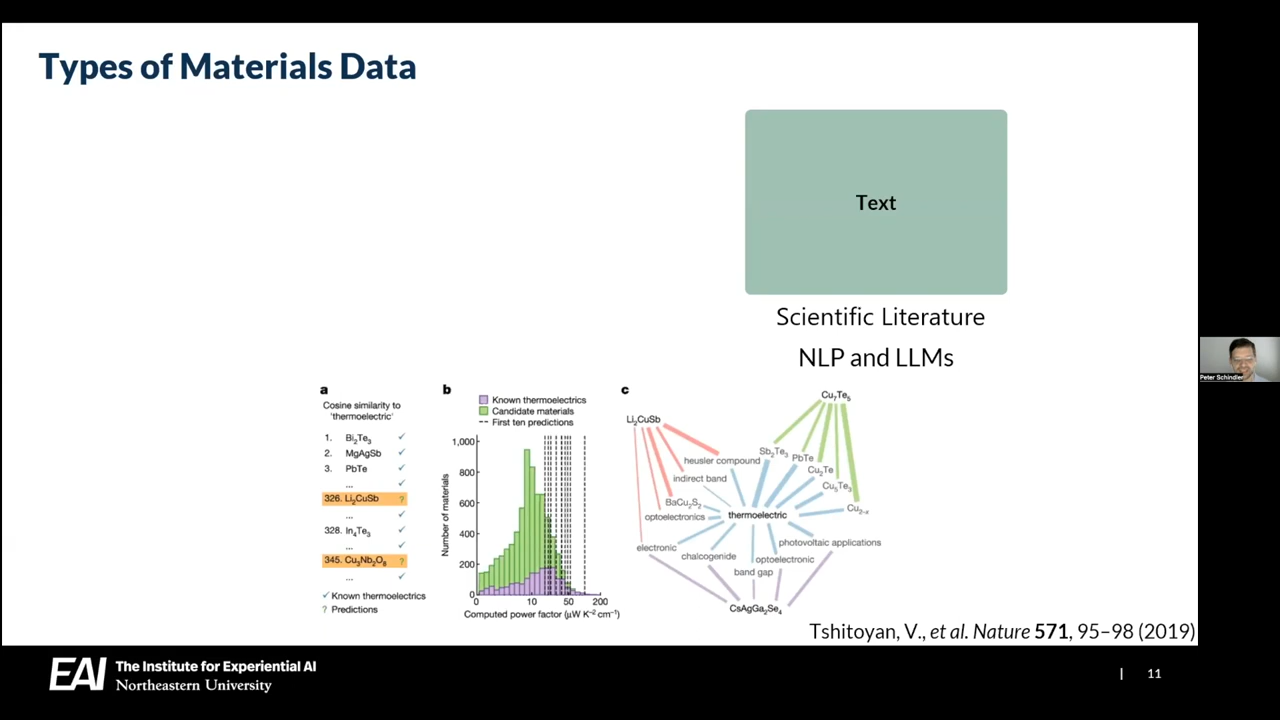 Types of Materials Data
Text
Scientific Literature
NLP and LLMs
a
Cosine similarity to
'thermoelectric'
1. Bi₂Te₃ ✓
2. MgAgSb ✓
3. PbTe ✓
... ✓
326. Li₂CuSb ?
... ✓
328. In₄Te₃ ✓
... ✓
345. Cu₃Nb₂O₈ ?
... ✓
✓ Known thermoelectrics
? Predictions
b
Known thermoelectrics
Candidate materials
First ten predictions
1,000
800
600
400
200
0
Number of materials
0 10 50 200
Computed power factor (μW K⁻² cm⁻¹)
c
Cu₇Te₅
Li₂CuSb
Sb₂Te₃
PbTe
heusler compound
Cu₂Te
indirect band
Cu₅Te₃
BaCu₂S₂
Cu₂₋ₓ
optoelectronics
thermoelectric
electronic
photovoltaic applications
chalcogenide
optoelectronic
band gap
CsAgGa₂Se₄
Tshitoyan, V., et al. Nature 571, 95–98 (2019)
Peter Schindler
EAI
The Institute for Experiential AI
Northeastern University
| 11